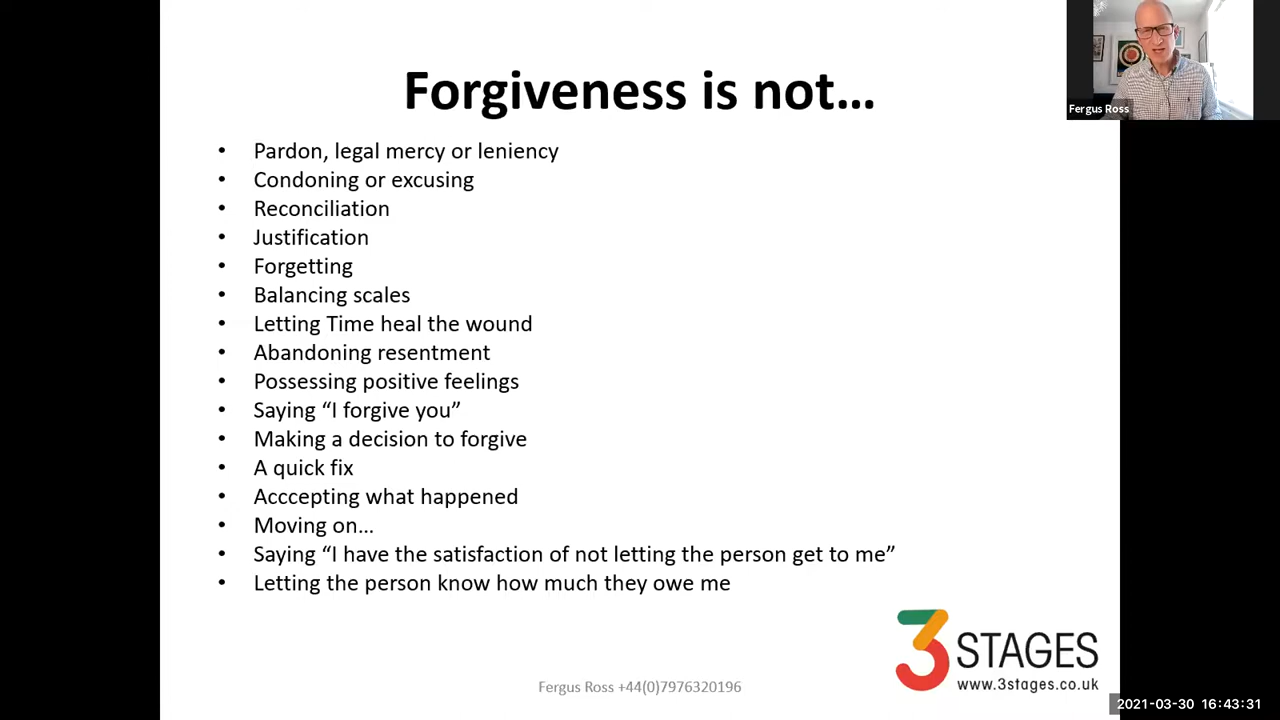 Forgiveness is not...
Fergus Ross
• Pardon, legal mercy or leniency
• Condoning or excusing
• Reconciliation
• Justification
• Forgetting
• Balancing scales
• Letting Time heal the wound
• Abandoning resentment
• Possessing positive feelings
• Saying “I forgive you”
• Making a decision to forgive
• A quick fix
• Acccepting what happened
• Moving on...
• Saying “I have the satisfaction of not letting the person get to me”
• Letting the person know how much they owe me
3 STAGES
www.3stages.co.uk
Fergus Ross +44(0)7976320196
2021-03-30 16:43:31